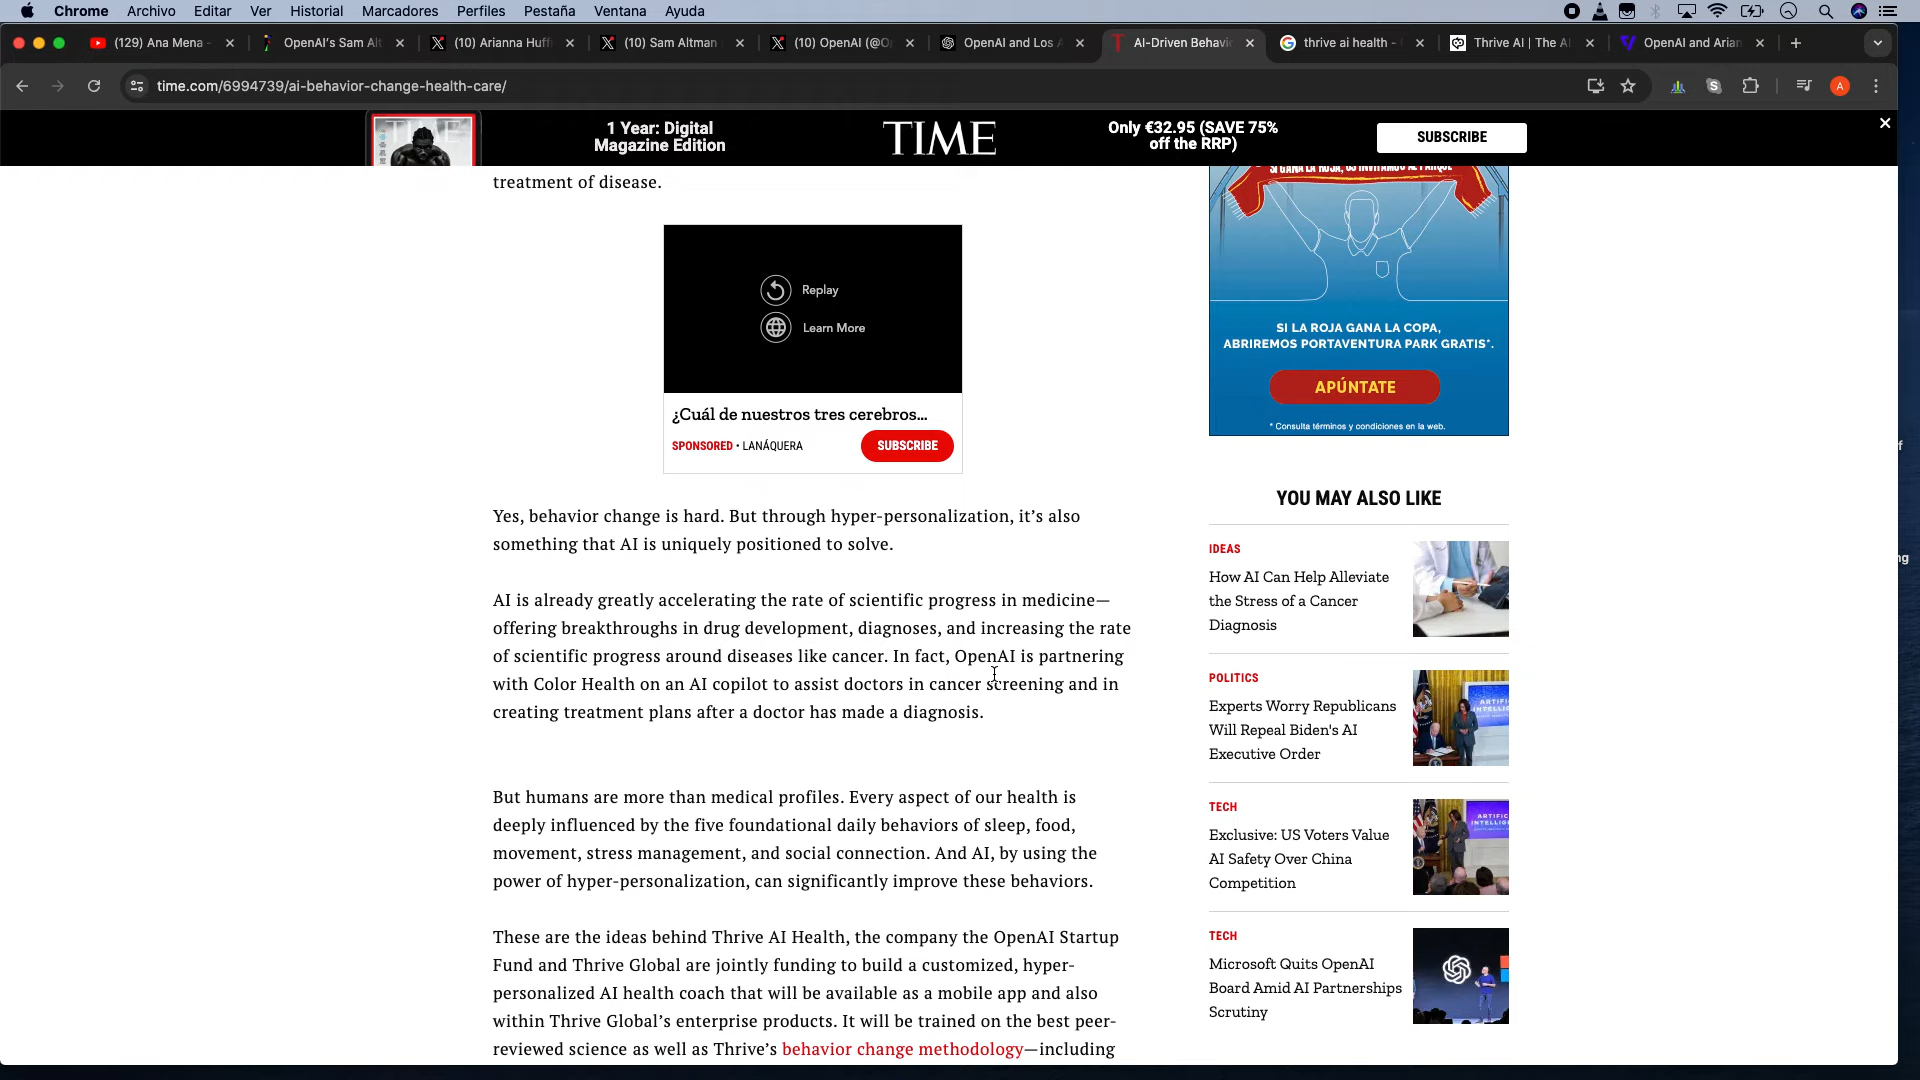 Chrome Archivo Editar Ver Historial Marcadores Perfiles Pestaña Ventana Ayuda
(129) Ana Mena - OpenAI's Sam Alt (10) Arianna Huff (10) Sam Altman (10) OpenAI (@O OpenAI and Los A AI-Driven Behavi thrive ai health - Thrive AI | The AI OpenAI and Arian
time.com/6994739/ai-behavior-change-health-care/
A
1 Year: Digital
Magazine Edition
TIME
Only €32.95 (SAVE 75%
off the RRP)
SUBSCRIBE
treatment of disease.
Replay
Learn More
¿Cuál de nuestros tres cerebros...
SPONSORED • LANÁQUERA
SUBSCRIBE
Yes, behavior change is hard. But through hyper-personalization, it's also
something that AI is uniquely positioned to solve.
AI is already greatly accelerating the rate of scientific progress in medicine—
offering breakthroughs in drug development, diagnoses, and increasing the rate
of scientific progress around diseases like cancer. In fact, OpenAI is partnering
with Color Health on an AI copilot to assist doctors in cancer screening and in
creating treatment plans after a doctor has made a diagnosis.
But humans are more than medical profiles. Every aspect of our health is
deeply influenced by the five foundational daily behaviors of sleep, food,
movement, stress management, and social connection. And AI, by using the
power of hyper-personalization, can significantly improve these behaviors.
These are the ideas behind Thrive AI Health, the company the OpenAI Startup
Fund and Thrive Global are jointly funding to build a customized, hyper-
personalized AI health coach that will be available as a mobile app and also
within Thrive Global's enterprise products. It will be trained on the best peer-
reviewed science as well as Thrive's behavior change methodology—including
SI GANA LA ROJA, OS INVITAMOS AL PARQUE
SI LA ROJA GANA LA COPA,
ABRIREMOS PORTAVENTURA PARK GRATIS*.
APÚNTATE
* Consulta términos y condiciones en la web.
YOU MAY ALSO LIKE
IDEAS
How AI Can Help Alleviate
the Stress of a Cancer
Diagnosis
POLITICS
Experts Worry Republicans
Will Repeal Biden's AI
Executive Order
TECH
Exclusive: US Voters Value
AI Safety Over China
Competition
TECH
Microsoft Quits OpenAI
Board Amid AI Partnerships
Scrutiny